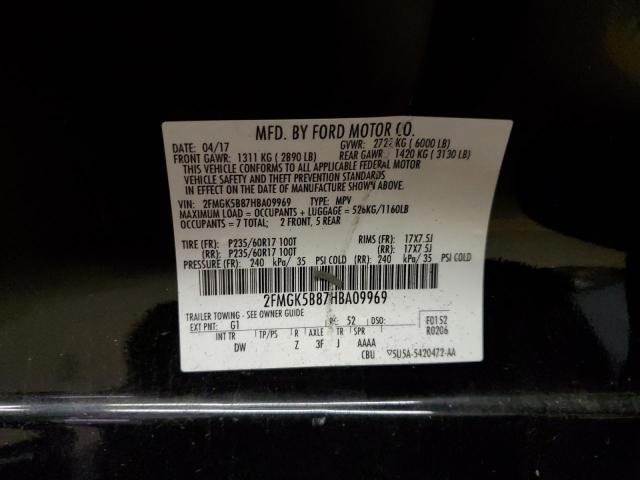 MFD. BY FORD MOTOR CO.
DATE: 04/17 GVWR: 2722 KG ( 6000 LB)
FRONT GAWR: 1311 KG ( 2890 LB) REAR GAWR: 1420 KG ( 3130 LB)
THIS VEHICLE CONFORMS TO ALL APPLICABLE FEDERAL MOTOR
VEHICLE SAFETY AND THEFT PREVENTION STANDARDS
IN EFFECT ON THE DATE OF MANUFACTURE SHOWN ABOVE.
VIN: 2FMGK5B87HBA09969 TYPE: MPV
MAXIMUM LOAD = OCCUPANTS + LUGGAGE = 526KG/1160LB
OCCUPANTS = 7 TOTAL: 2 FRONT, 5 REAR
TIRE (FR): P235/60R17 100T RIMS (FR): 17X7.5J
(RR): P235/60R17 100T (RR): 17X7.5J
PRESSURE (FR): 240 kPa/ 35 PSI COLD (RR): 240 kPa/ 35 PSI COLD
2FMGK5B87HBA09969
TRAILER TOWING - SEE OWNER GUIDE
EXT PNT: G1 RC: 52 DSO: F0152
INT TR TP/PS R AXLE TR SPR R0206
DW Z 3F J AAAA
CBU ▽5U5A-5420472-AA